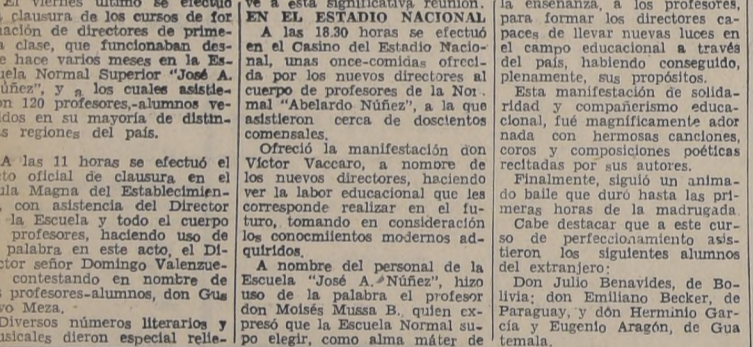 El viernes último se efectuó
clausura de los cursos de for
mación de directores de prime-
a clase, que funcionaban des-
e hace varios meses en la Es-
uela Normal Superior "José A.
Núñez", y a los cuales asistie-
on 120 profesores,-alumnos ve-
dos en su mayoría de distin-
s regiones del país.
A las 11 horas se efectuó el
to oficial de clausura en el
ula Magna del Establecimien-
, con asistencia del Director
la Escuela y todo el cuerpo
profesores, haciendo uso de
palabra en este acto, el Di-
ctor señor Domingo Valenzue-
contestando en nombre de
s profesores-alumnos, don Gus
vo Meza.
Diversos números literarios y
usicales dieron especial relie-
ve a esta significativa reunión.
EN EL ESTADIO NACIONAL
A las 18.30 horas se efectuó
en el Casino del Estadio Nacio-
nal, unas once-comidas ofreci-
da por los nuevos directores al
cuerpo de profesores de la Nor
mal "Abelardo Núñez", a la que
asistieron cerca de doscientos
comensales.
Ofreció la manifestación don
Víctor Vaccaro, a nomore de
los nuevos directores, haciendo
ver la labor educacional que les
corresponde realizar en el fu-
turo, tomando en consideración
los conocmiientos modernos ad-
quiridos.
A nombre del personal de la
Escuela "José A. Núñez", hizo
uso de la palabra el profesor
don Moisés Mussa B., quien ex-
presó que la Escuela Normal su-
po elegir, como alma máter de
la enseñanza, a los profesores,
para formar los directores ca-
paces de llevar nuevas luces en
el campo educacional a través
del país, habiendo conseguido,
plenamente, sus propósitos.
Esta manifestación de solida-
ridad y compañerismo educa-
cional, fué magníficamente ador
nada con hermosas canciones,
coros y composiciones poéticas
recitadas por sus autores.
Finalmente, siguió un anima-
do baile que duró hasta las pri-
meras horas de la madrugada.
Cabe destacar que a este cur-
so de perfeccionamiento asis-
tieron los siguientes alumnos
del extranjero:
Don Julio Benavides, de Bo-
livia; don Emiliano Becker, de
Paraguay, y dón Herminio Gar-
cía y Eugenio Aragón, de Gua
temala.